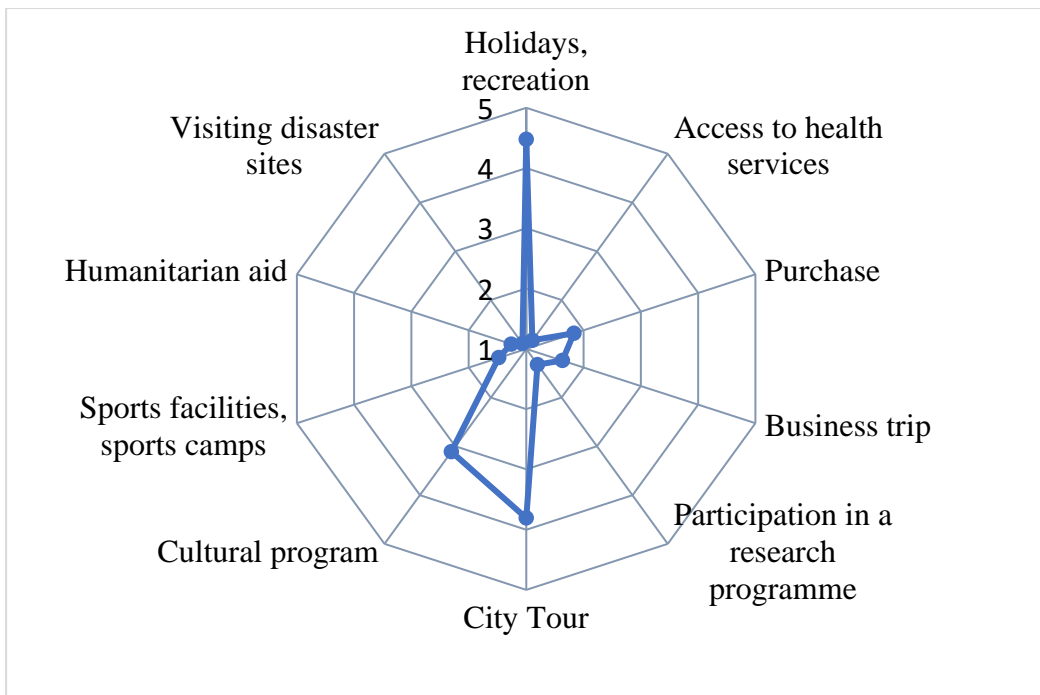 Holidays,
recreation
5
Visiting disaster
sites
Access to health
services
4
3
Humanitarian aid
Purchase
2
1
Sports facilities,
sports camps
Business trip
Participation in a
research
programme
Cultural program
City Tour